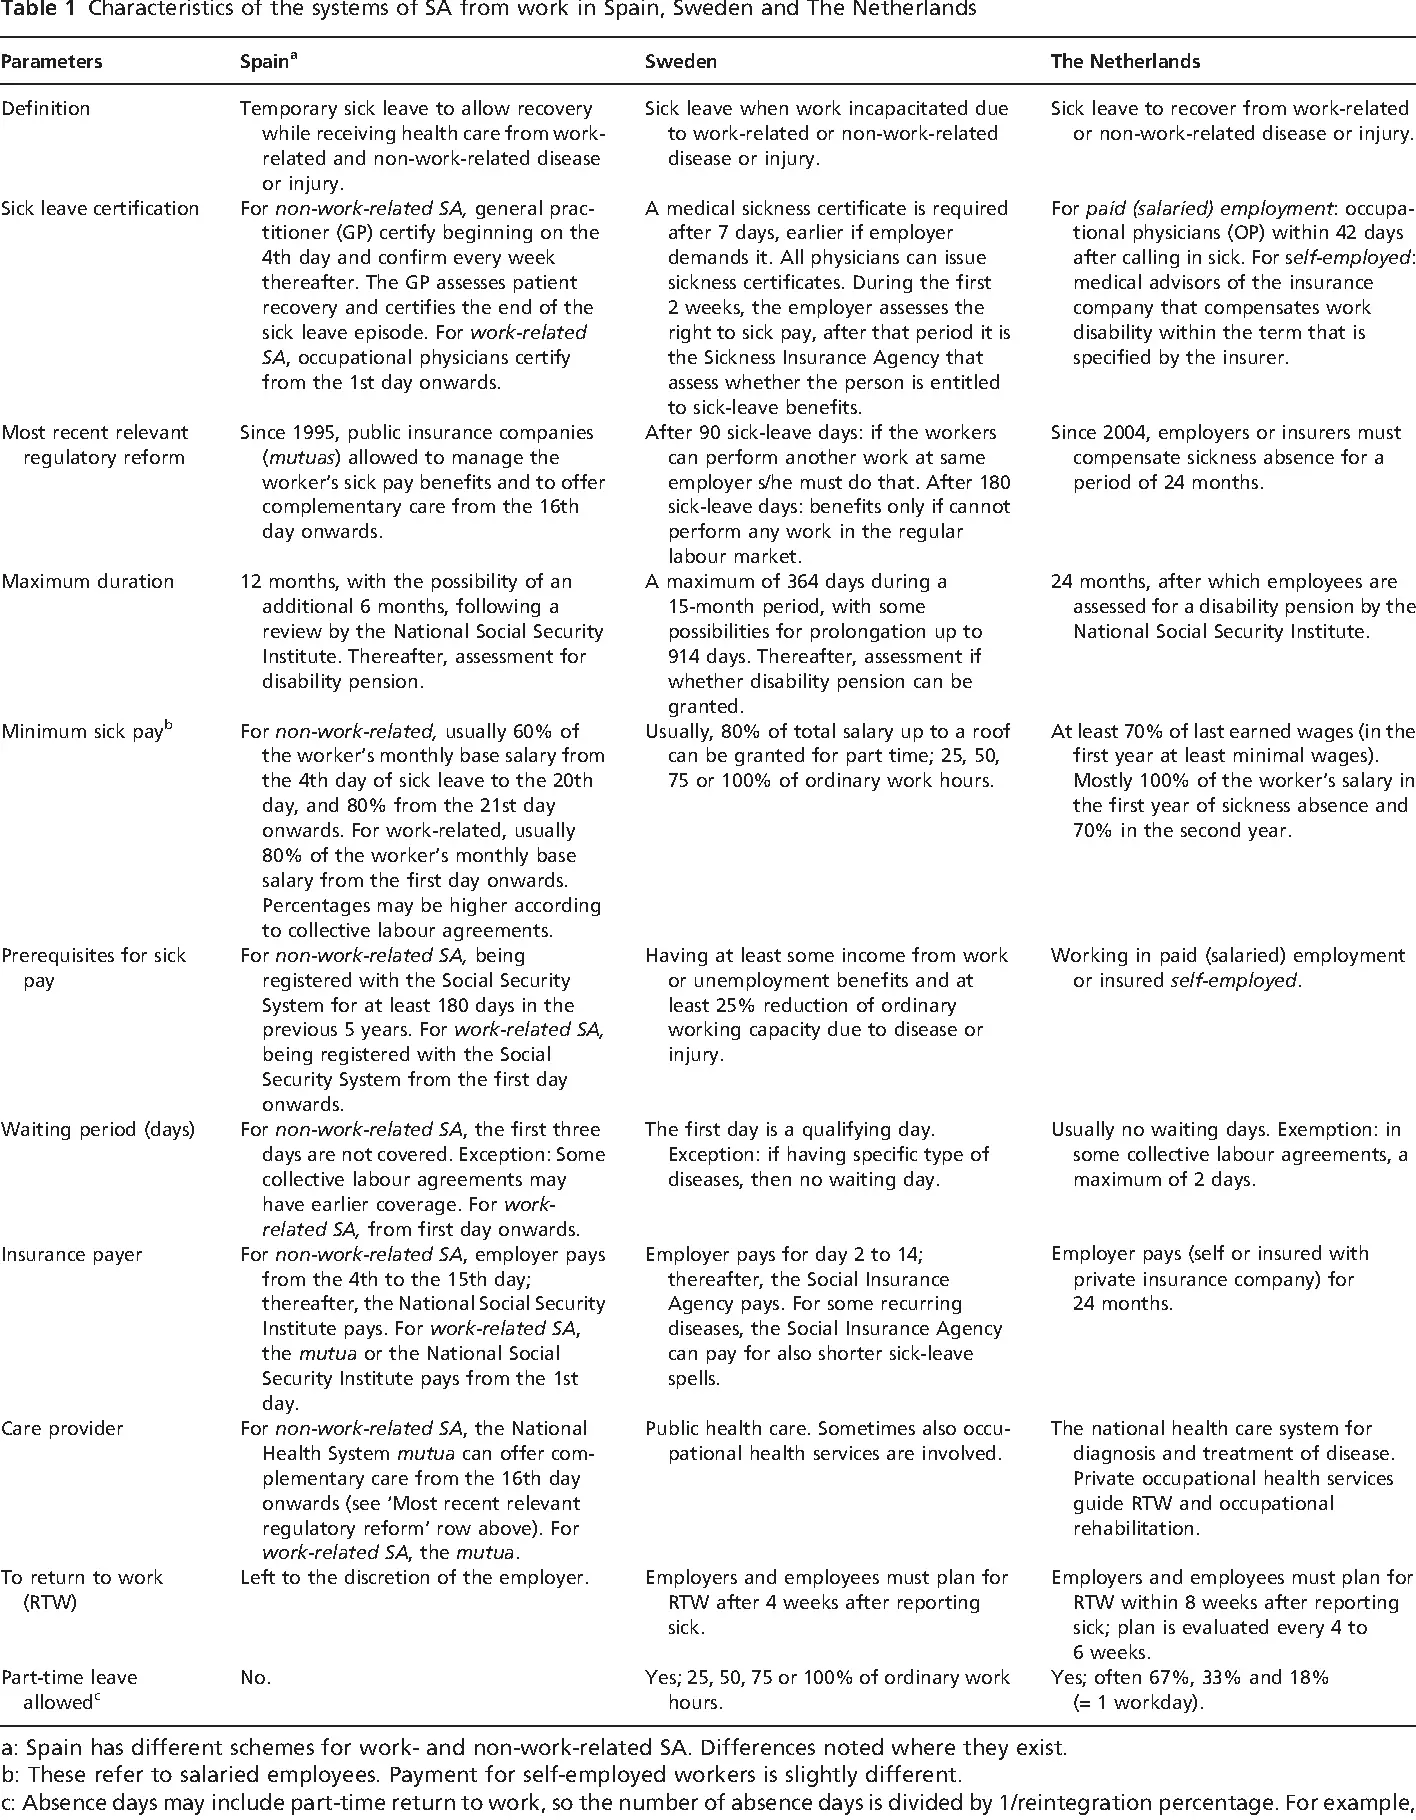 Table 1 Characteristics of the systems of SA from work in Spain, Sweden and The Netherlands
Parameters
Spainª
Sweden
The Netherlands
Definition
Temporary sick leave to allow recovery
while receiving health care from work-
related and non-work-related disease
or injury.
Sick leave when work incapacitated due
to work-related or non-work-related
disease or injury.
Sick leave to recover from work-related
or non-work-related disease or injury.
Sick leave certification
For non-work-related SA, general prac-
titioner (GP) certify beginning on the
4th day and confirm every week
thereafter. The GP assesses patient
recovery and certifies the end of the
sick leave episode. For work-related
SA, occupational physicians certify
from the 1st day onwards.
A medical sickness certificate is required
after 7 days, earlier if employer
demands it. All physicians can issue
sickness certificates. During the first
2 weeks, the employer assesses the
right to sick pay, after that period it is
the Sickness Insurance Agency that
assess whether the person is entitled
to sick-leave benefits.
For paid (salaried) employment: occupa-
tional physicians (OP) within 42 days
after calling in sick. For self-employed:
medical advisors of the insurance
company that compensates work
disability within the term that is
specified by the insurer.
Most recent relevant
regulatory reform
Since 1995, public insurance companies
(mutuas) allowed to manage the
worker's sick pay benefits and to offer
complementary care from the 16th
day onwards.
After 90 sick-leave days: if the workers
can perform another work at same
employer s/he must do that. After 180
sick-leave days: benefits only if cannot
perform any work in the regular
labour market.
Since 2004, employers or insurers must
compensate sickness absence for a
period of 24 months.
Maximum duration
12 months, with the possibility of an
additional 6 months, following a
review by the National Social Security
Institute. Thereafter, assessment for
disability pension.
A maximum of 364 days during a
15-month period, with some
possibilities for prolongation up to
914 days. Thereafter, assessment if
whether disability pension can be
granted.
24 months, after which employees are
assessed for a disability pension by the
National Social Security Institute.
Minimum sick payᵇ
For non-work-related, usually 60% of
the worker's monthly base salary from
the 4th day of sick leave to the 20th
day, and 80% from the 21st day
onwards. For work-related, usually
80% of the worker's monthly base
salary from the first day onwards.
Percentages may be higher according
to collective labour agreements.
Usually, 80% of total salary up to a roof
can be granted for part time; 25, 50,
75 or 100% of ordinary work hours.
At least 70% of last earned wages (in the
first year at least minimal wages).
Mostly 100% of the worker's salary in
the first year of sickness absence and
70% in the second year.
Prerequisites for sick
pay
For non-work-related SA, being
registered with the Social Security
System for at least 180 days in the
previous 5 years. For work-related SA,
being registered with the Social
Security System from the first day
onwards.
Having at least some income from work
or unemployment benefits and at
least 25% reduction of ordinary
working capacity due to disease or
injury.
Working in paid (salaried) employment
or insured self-employed.
Waiting period (days)
For non-work-related SA, the first three
days are not covered. Exception: Some
collective labour agreements may
have earlier coverage. For work-
related SA, from first day onwards.
The first day is a qualifying day.
Exception: if having specific type of
diseases, then no waiting day.
Usually no waiting days. Exemption: in
some collective labour agreements, a
maximum of 2 days.
Insurance payer
For non-work-related SA, employer pays
from the 4th to the 15th day;
thereafter, the National Social Security
Institute pays. For work-related SA,
the mutua or the National Social
Security Institute pays from the 1st
day.
Employer pays for day 2 to 14;
thereafter, the Social Insurance
Agency pays. For some recurring
diseases, the Social Insurance Agency
can pay for also shorter sick-leave
spells.
Employer pays (self or insured with
private insurance company) for
24 months.
Care provider
For non-work-related SA, the National
Health System mutua can offer com-
plementary care from the 16th day
onwards (see 'Most recent relevant
regulatory reform' row above). For
work-related SA, the mutua.
Public health care. Sometimes also occu-
pational health services are involved.
The national health care system for
diagnosis and treatment of disease.
Private occupational health services
guide RTW and occupational
rehabilitation.
To return to work
(RTW)
Left to the discretion of the employer.
Employers and employees must plan for
RTW after 4 weeks after reporting
sick.
Employers and employees must plan for
RTW within 8 weeks after reporting
sick; plan is evaluated every 4 to
6 weeks.
Part-time leave
allowedᶜ
No.
Yes; 25, 50, 75 or 100% of ordinary work
hours.
Yes; often 67%, 33% and 18%
(= 1 workday).
a: Spain has different schemes for work- and non-work-related SA. Differences noted where they exist.
b: These refer to salaried employees. Payment for self-employed workers is slightly different.
c: Absence days may include part-time return to work, so the number of absence days is divided by 1/reintegration percentage. For example,